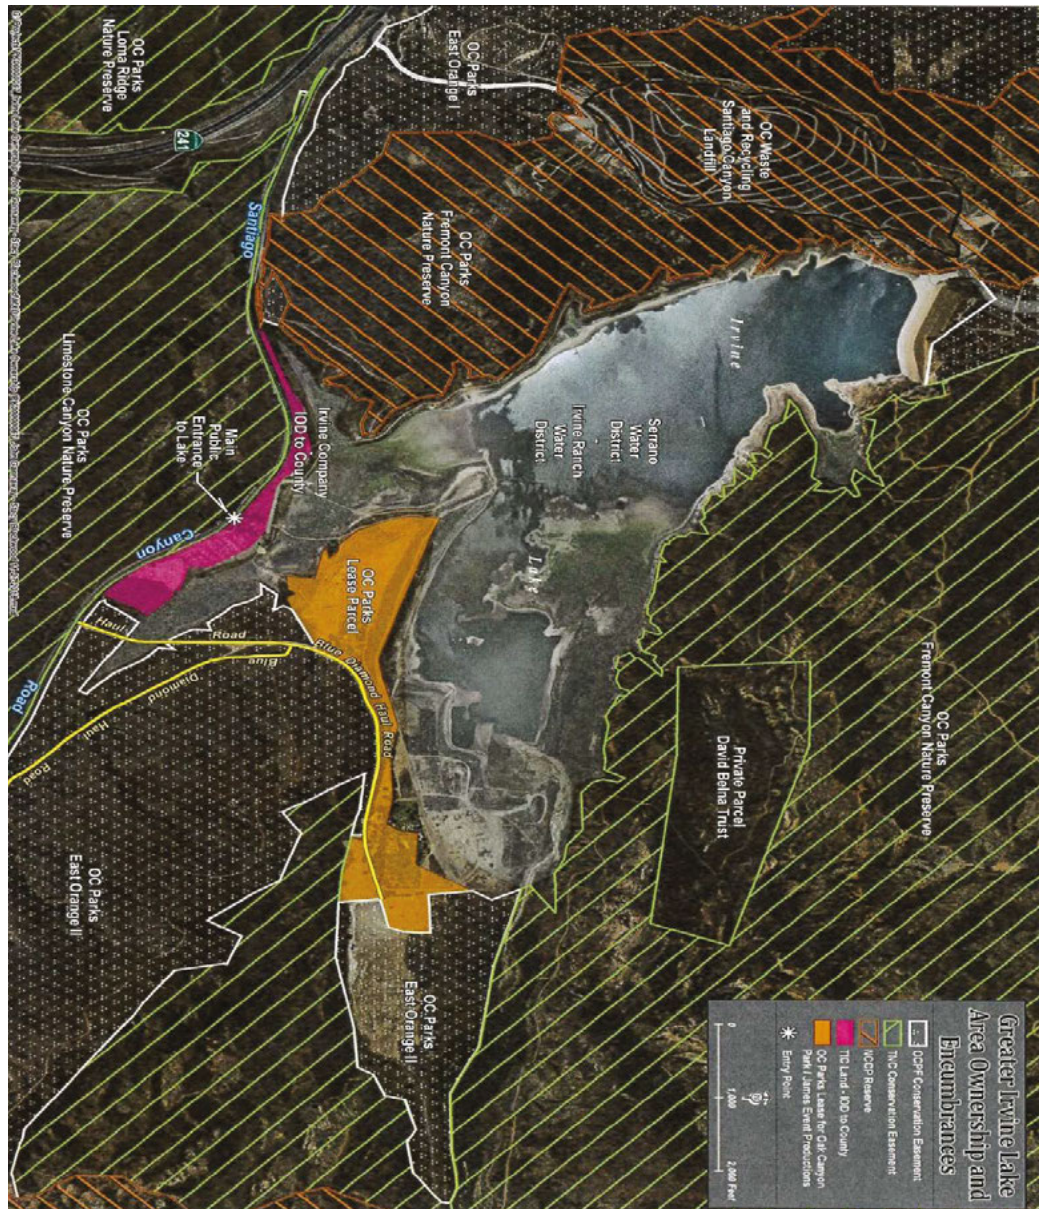 Greater Irvine Lake
Area Ownership and
Encumbrances
OCPF Conservation Easement
TNC Conservation Easement
NCCP Reserve
TIC Land - IOD to County
OC Parks Lease for Oak Canyon
Park / James Event Productions
Entry Point
0
1,000
2,000 Feet
OC Parks
Fremont Canyon Nature Preserve
Private Parcel
David Belna Trust
OC Waste
and Recycling
Santiago Canyon
Landfill
Irvine
Lake
Serrano
Water
District
-
Irvine Ranch
Water
District
OC Parks
East Orange I
OC Parks
Fremont Canyon
Nature Preserve
OC Parks
Loma Ridge
Nature Preserve
241
Santiago
Canyon
Road
Irvine Company
IOD to County
Main
Public
Entrance
to Lake
OC Parks
Limestone Canyon Nature Preserve
OC Parks
Lease Parcel
Blue Diamond Haul Road
Haul
Road
Blue
Diamond
Haul
Road
OC Parks
East Orange II
OC Parks
East Orange II